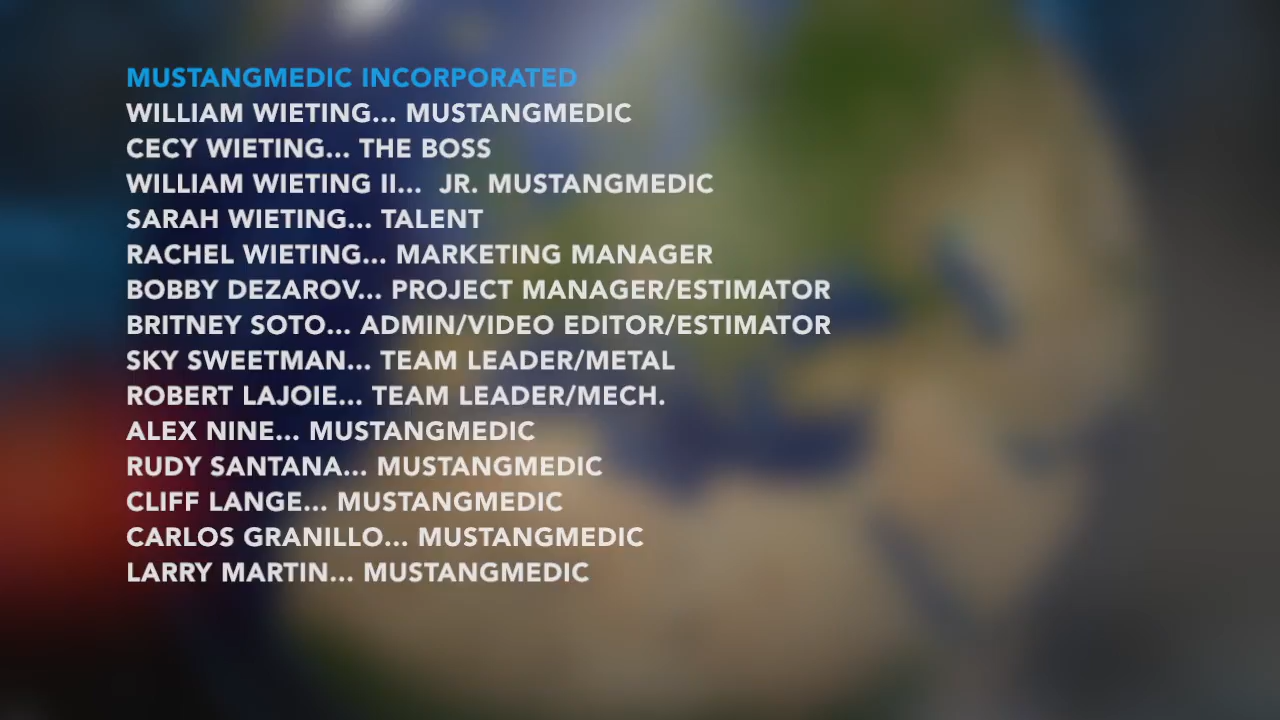 MUSTANGMEDIC INCORPORATED
WILLIAM WIETING... MUSTANGMEDIC
CECY WIETING... THE BOSS
WILLIAM WIETING II... JR. MUSTANGMEDIC
SARAH WIETING... TALENT
RACHEL WIETING... MARKETING MANAGER
BOBBY DEZAROV... PROJECT MANAGER/ESTIMATOR
BRITNEY SOTO... ADMIN/VIDEO EDITOR/ESTIMATOR
SKY SWEETMAN... TEAM LEADER/METAL
ROBERT LAJOIE... TEAM LEADER/MECH.
ALEX NINE... MUSTANGMEDIC
RUDY SANTANA... MUSTANGMEDIC
CLIFF LANGE... MUSTANGMEDIC
CARLOS GRANILLO... MUSTANGMEDIC
LARRY MARTIN... MUSTANGMEDIC